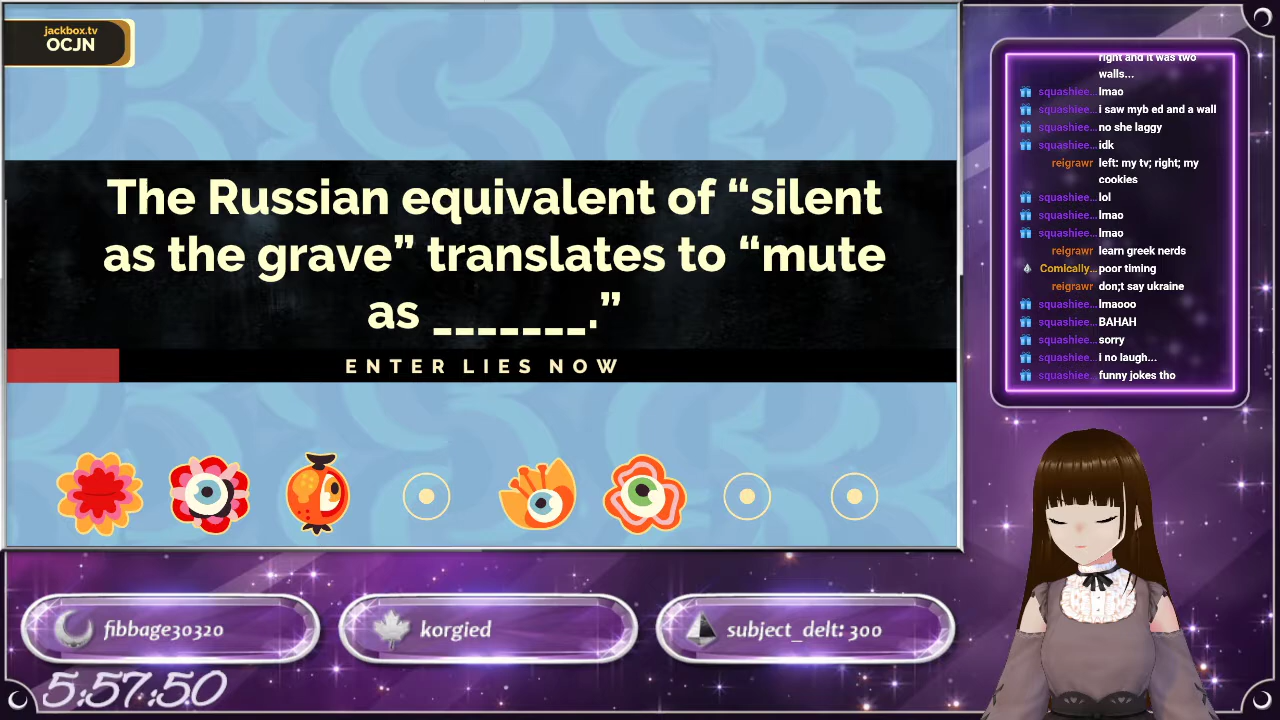 jackbox.tv
OCJN
The Russian equivalent of “silent
as the grave” translates to “mute
as _______.”
ENTER LIES NOW
right and it was two
walls...
squashiee... lmao
squashiee... i saw myb ed and a wall
squashiee... no she laggy
squashiee... idk
reigrawr left: my tv; right; my
cookies
squashiee... lol
squashiee... lmao
squashiee... lmao
reigrawr learn greek nerds
Comically... poor timing
reigrawr don;t say ukraine
squashiee... lmaooo
squashiee... BAHAH
squashiee... sorry
squashiee... i no laugh...
squashiee... funny jokes tho
fibbage30320
korgied
subject_delt: 300
5:57:50